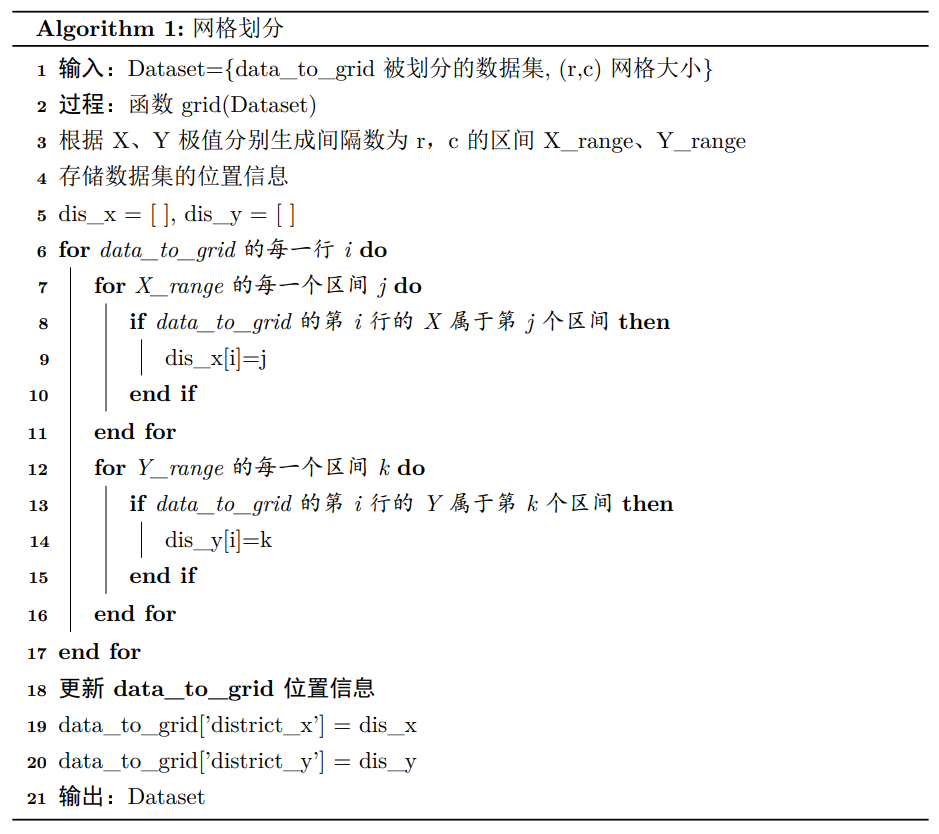 Algorithm 1: 网格划分
1 输入：Dataset={data_to_grid 被划分的数据集, (r,c) 网格大小}
2 过程：函数 grid(Dataset)
3 根据 X、Y 极值分别生成间隔数为 r，c 的区间 X_range、Y_range
4 存储数据集的位置信息
5 dis_x = [ ], dis_y = [ ]
6 for data_to_grid 的每一行 i do
7 for X_range 的每一个区间 j do
8 if data_to_grid 的第 i 行的 X 属于第 j 个区间 then
9 dis_x[i]=j
10 end if
11 end for
12 for Y_range 的每一个区间 k do
13 if data_to_grid 的第 i 行的 Y 属于第 k 个区间 then
14 dis_y[i]=k
15 end if
16 end for
17 end for
18 更新 data_to_grid 位置信息
19 data_to_grid['district_x'] = dis_x
20 data_to_grid['district_y'] = dis_y
21 输出：Dataset